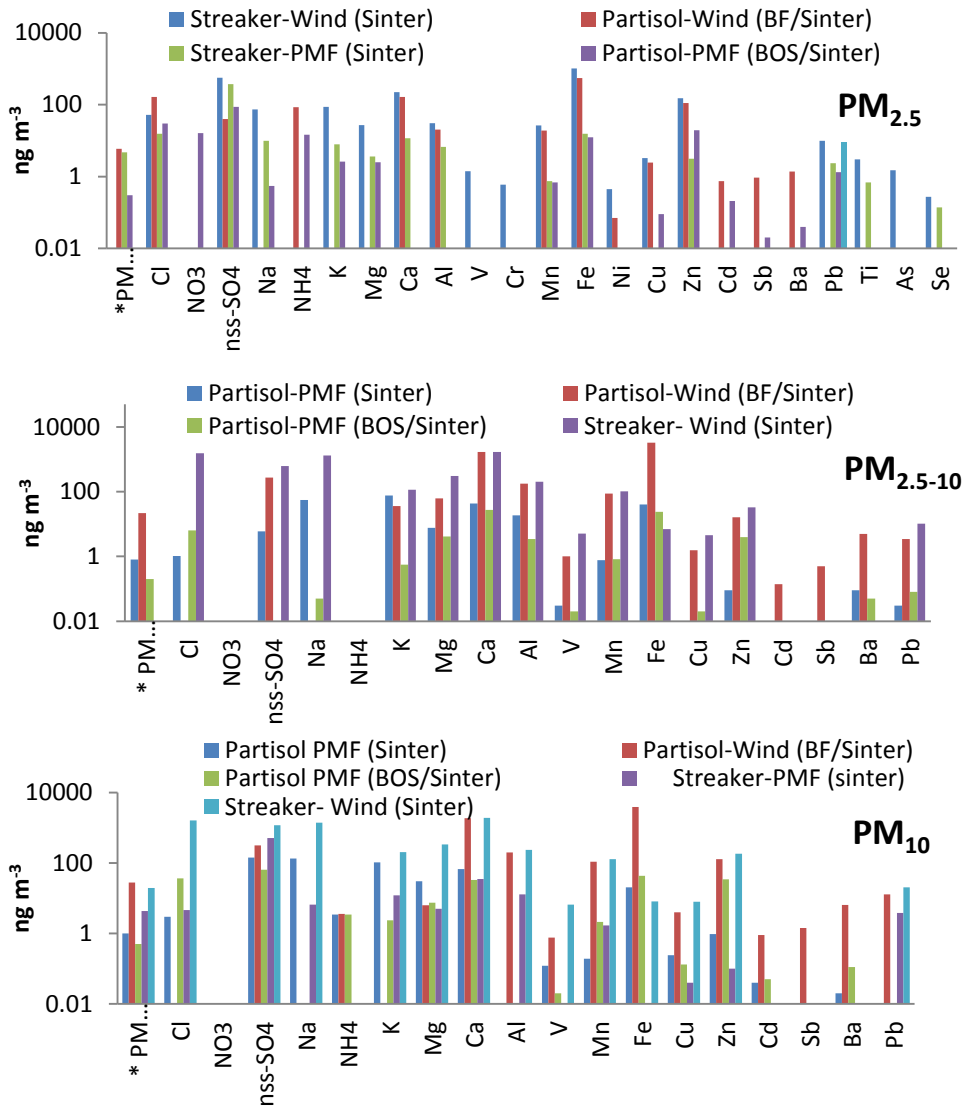 Streaker-Wind (Sinter) Partisol-Wind (BF/Sinter)
Streaker-PMF (Sinter) Partisol-PMF (BOS/Sinter)
PM2.5
ng m-3
10000
100
1
0.01
*PM... Cl NO3 nss-SO4 Na NH4 K Mg Ca Al V Cr Mn Fe Ni Cu Zn Cd Sb Ba Pb Ti As Se
Partisol-PMF (Sinter) Partisol-Wind (BF/Sinter)
Partisol-PMF (BOS/Sinter) Streaker- Wind (Sinter)
PM2.5-10
ng m-3
10000
100
1
0.01
* PM... Cl NO3 nss-SO4 Na NH4 K Mg Ca Al V Mn Fe Cu Zn Cd Sb Ba Pb
Partisol PMF (Sinter) Partisol-Wind (BF/Sinter)
Partisol PMF (BOS/Sinter) Streaker-PMF (sinter)
Streaker- Wind (Sinter)
PM10
ng m-3
10000
100
1
0.01
* PM... Cl NO3 nss-SO4 Na NH4 K Mg Ca Al V Mn Fe Cu Zn Cd Sb Ba Pb